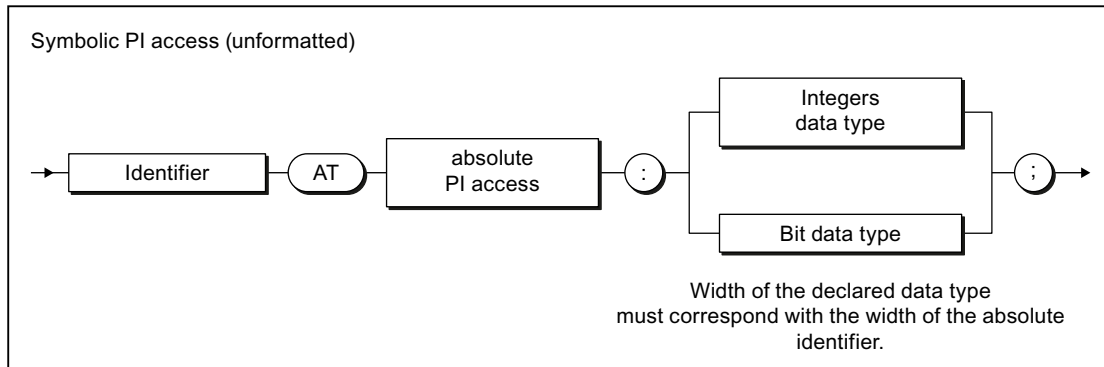 Symbolic PI access (unformatted)
Integers
data type
Identifier
AT
absolute
PI access
:
;
Bit data type
Width of the declared data type
must correspond with the width of the absolute
identifier.